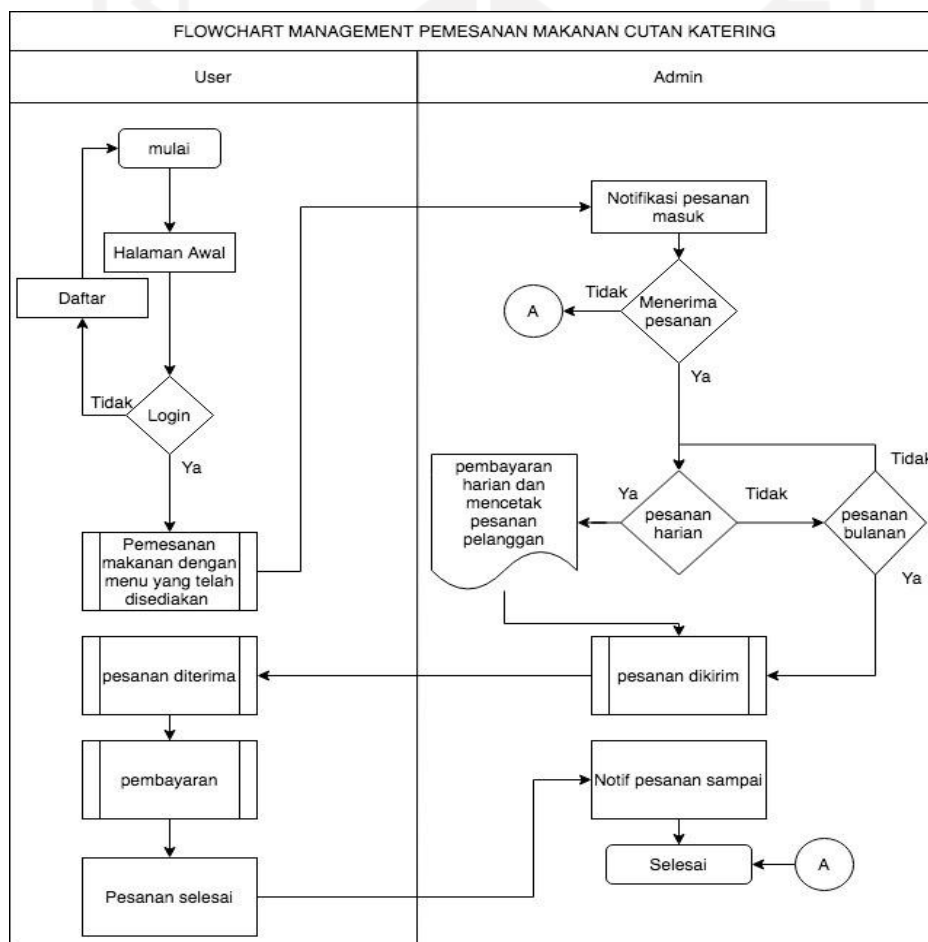 FLOWCHART MANAGEMENT PEMESANAN MAKANAN CUTAN KATERING
User
Admin
mulai
Halaman Awal
Daftar
Tidak
Login
Ya
Pemesanan
makanan dengan
menu yang telah
disediakan
pesanan diterima
pembayaran
Pesanan selesai
Notifikasi pesanan
masuk
Tidak
A
Menerima
pesanan
Ya
pembayaran
harian dan
mencetak
pesanan
pelanggan
Ya
pesanan
harian
Tidak
pesanan
bulanan
Tidak
Ya
pesanan dikirim
Notif pesanan sampai
Selesai
A